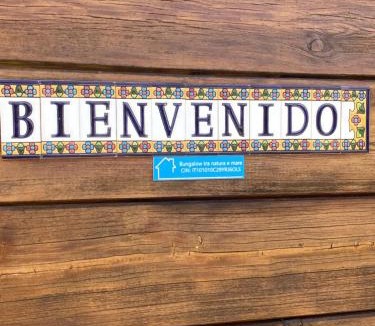 BIENVENIDO
Bungalow tra natura e mare